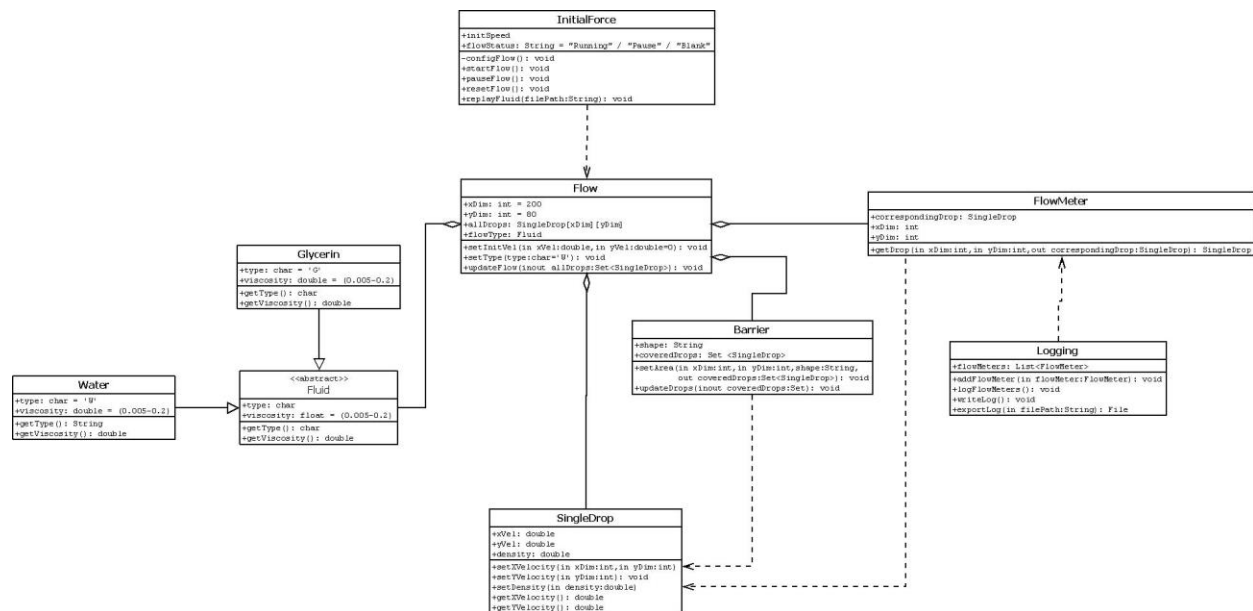 InitialForce
+initSpeed
+flowStatus: String = "Running" / "Pause" / "Blank"
-configFlow(): void
+startFlow(): void
+pauseFlow(): void
+resetFlow(): void
+replayFluid(filePath:String): void
Flow
+xDim: int = 200
+yDim: int = 80
+allDrops: SingleDrop[xDim][yDim]
+flowType: Fluid
+setInitVel(in xVel:double,in yVel:double=0): void
+setType(type:char='W'): void
+updateFlow(inout allDrops:Set<SingleDrop>): void
FlowMeter
+correspondingDrop: SingleDrop
+xDim: int
+yDim: int
+getDrop(in xDim:int,in yDim:int,out correspondingDrop:SingleDrop): SingleDrop
Glycerin
+type: char = 'G'
+viscosity: double = (0.005-0.2)
+getType(): char
+getViscosity(): double
Barrier
+shape: String
+coveredDrops: Set <SingleDrop>
+setArea(in xDim:int,in yDim:int,shape:String,
out coveredDrops:Set<SingleDrop>): void
+updateDrops(inout coveredDrops:Set): void
Logging
+flowMeters: List<FlowMeter>
+addFlowMeter(in flowMeter:FlowMeter): void
+logFlowMeters(): void
+writeLog(): void
+exportLog(in filePath:String): File
Water
+type: char = 'W'
+viscosity: double = (0.005-0.2)
+getType(): String
+getViscosity(): double
<<abstract>>
Fluid
+type: char
+viscosity: float = (0.005-0.2)
+getType(): char
+getViscosity(): double
SingleDrop
+xVel: double
+yVel: double
+density: double
+setXVelocity(in xDim:int,in yDim:int)
+setYVelocity(in yDim:int): void
+setDensity(in density:double)
+getXVelocity(): double
+getYVelocity(): double